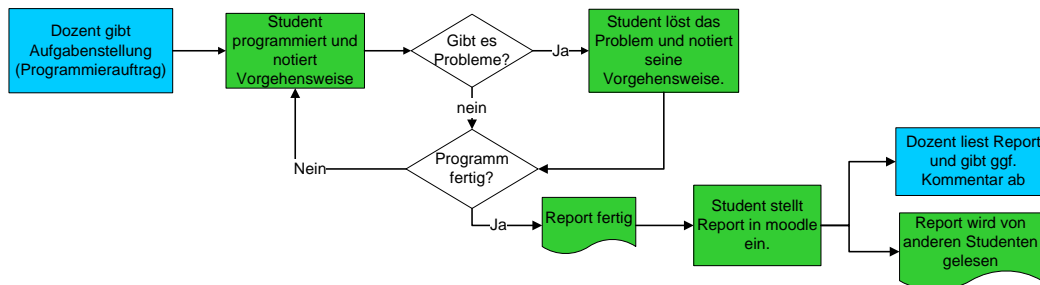 Dozent gibt
Aufgabenstellung
(Programmierauftrag)
Student
programmiert und
notiert
Vorgehensweise
Gibt es
Probleme?
Ja
Student löst das
Problem und notiert
seine
Vorgehensweise.
nein
Programm
fertig?
Nein
Ja
Report fertig
Student stellt
Report in moodle
ein.
Dozent liest Report
und gibt ggf.
Kommentar ab
Report wird von
anderen Studenten
gelesen